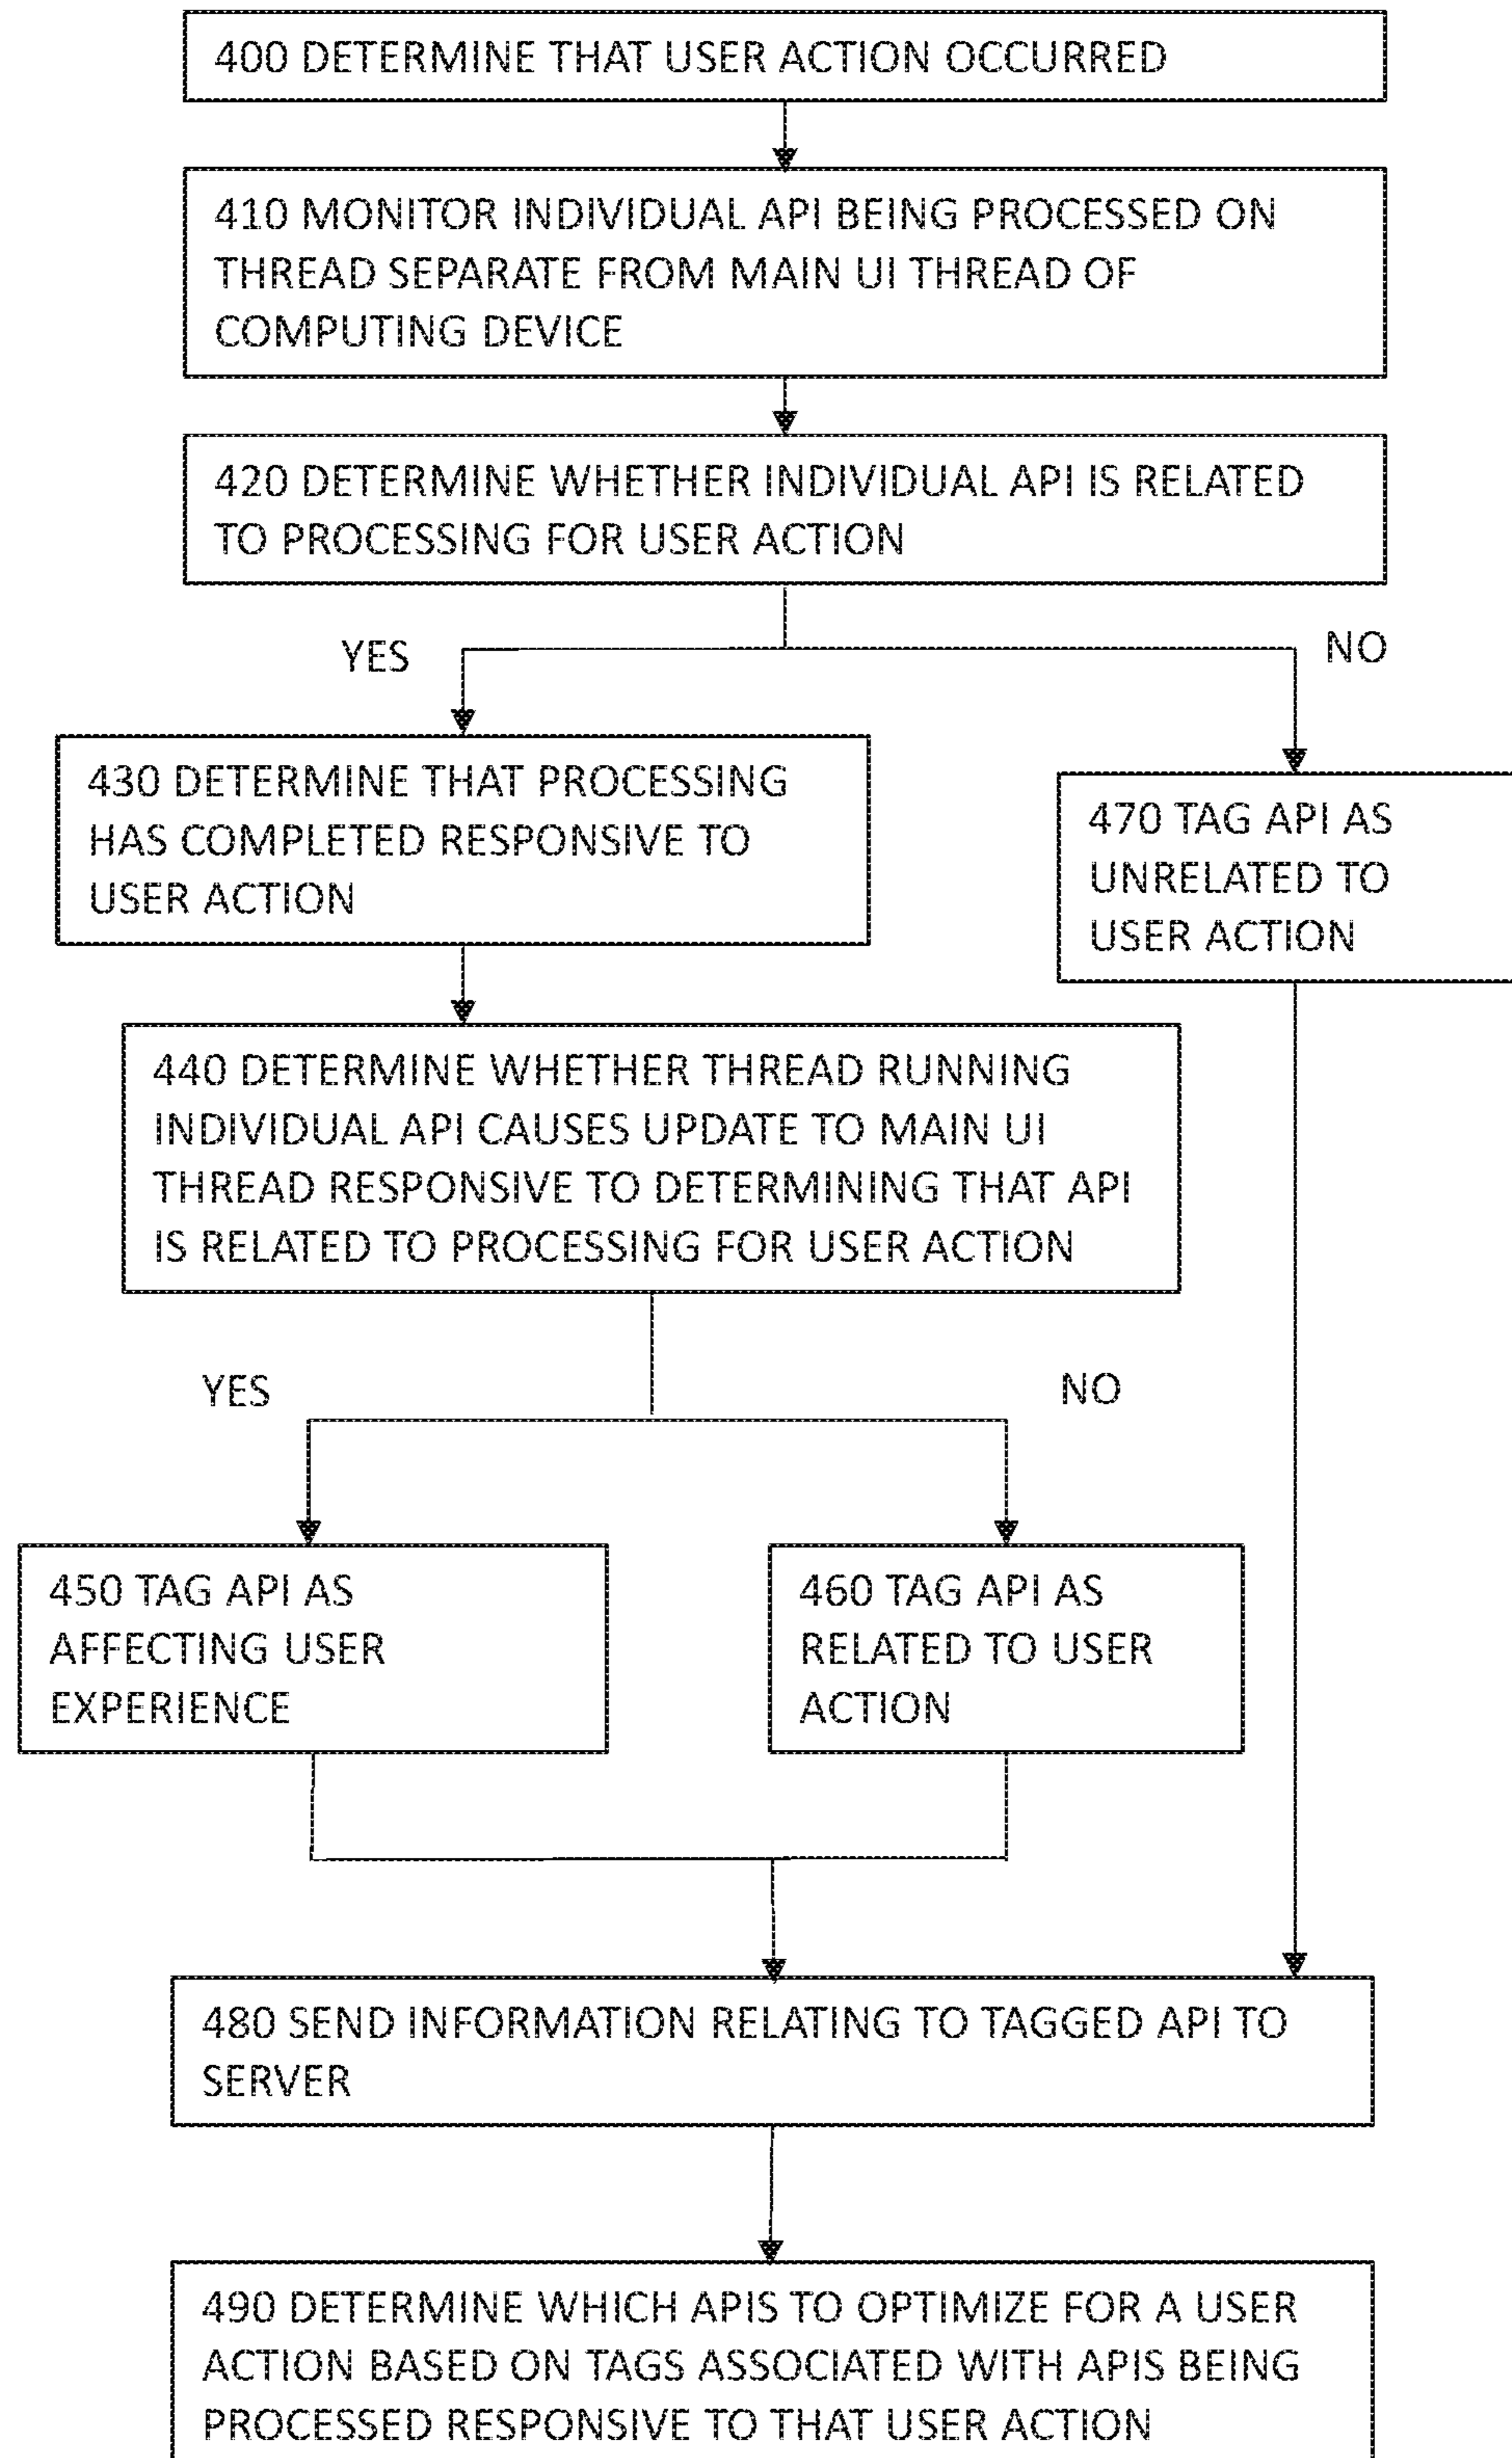 400 DETERMINE THAT USER ACTION OCCURRED
410 MONITOR INDIVIDUAL API BEING PROCESSED ON
THREAD SEPARATE FROM MAIN UI THREAD OF
COMPUTING DEVICE
420 DETERMINE WHETHER INDIVIDUAL API IS RELATED
TO PROCESSING FOR USER ACTION
YES
NO
430 DETERMINE THAT PROCESSING
HAS COMPLETED RESPONSIVE TO
USER ACTION
470 TAG API AS
UNRELATED TO
USER ACTION
440 DETERMINE WHETHER THREAD RUNNING
INDIVIDUAL API CAUSES UPDATE TO MAIN UI
THREAD RESPONSIVE TO DETERMINING THAT API
IS RELATED TO PROCESSING FOR USER ACTION
YES
NO
450 TAG API AS
AFFECTING USER
EXPERIENCE
460 TAG API AS
RELATED TO USER
ACTION
480 SEND INFORMATION RELATING TO TAGGED API TO
SERVER
490 DETERMINE WHICH APIS TO OPTIMIZE FOR A USER
ACTION BASED ON TAGS ASSOCIATED WITH APIS BEING
PROCESSED RESPONSIVE TO THAT USER ACTION